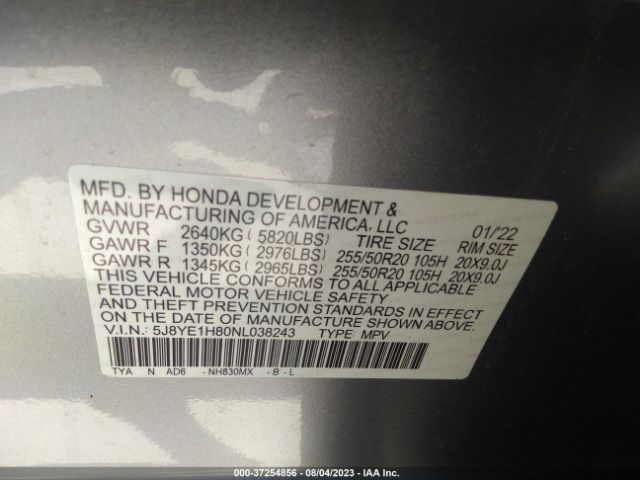 MFD. BY HONDA DEVELOPMENT &
MANUFACTURING OF AMERICA, LLC 01/'22
GVWR 2640KG ( 5820LBS) TIRE SIZE RIM SIZE
GAWR F 1350KG ( 2976LBS) 255/50R20 105H 20X9.0J
GAWR R 1345KG ( 2965LBS) 255/50R20 105H 20X9.0J
THIS VEHICLE CONFORMS TO ALL APPLICABLE
FEDERAL MOTOR VEHICLE SAFETY
AND THEFT PREVENTION STANDARDS IN EFFECT
ON THE DATE OF MANUFACTURE SHOWN ABOVE.
V.I.N.: 5J8YE1H80NL038243 TYPE: MPV
TYA N AD6 -NH830MX -B-L
000-37254856 - 08/04/2023 - IAA Inc.